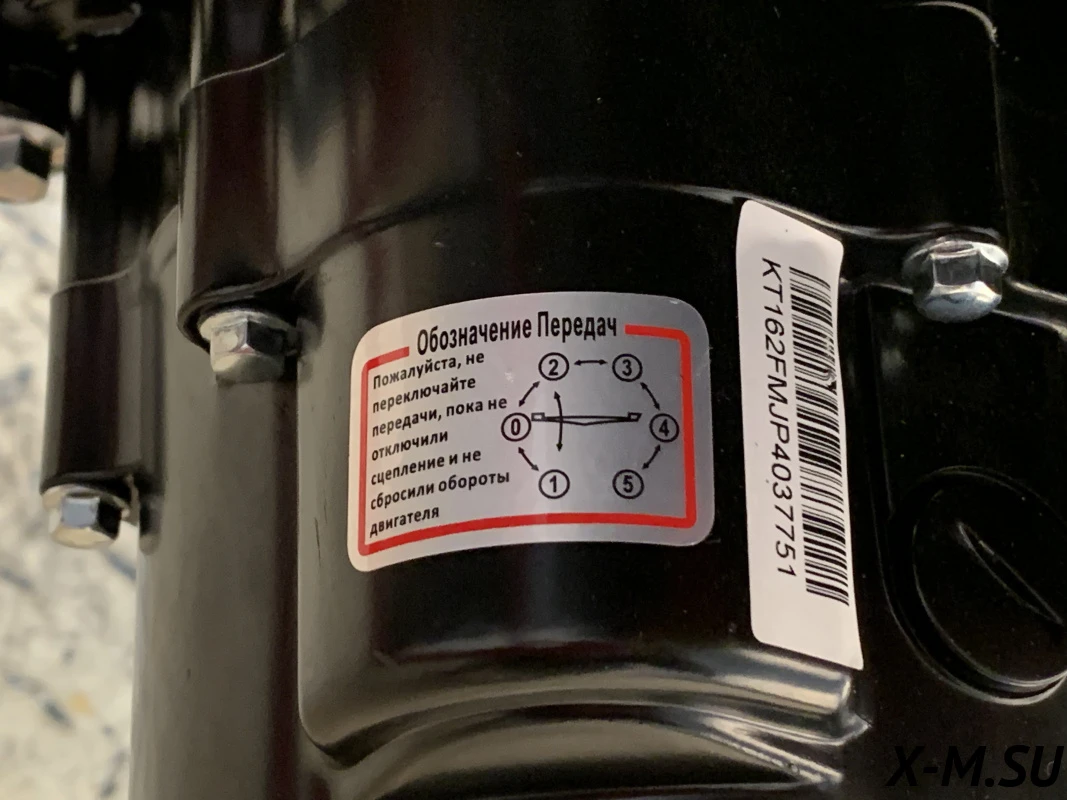 Обозначение Передач
Пожалуйста, не
переключайте
передачи, пока не
отключили
сцепление и не
сбросили обороты
двигателя
2 3
0 4
1 5
KT162FMJP4037751
X-M.SU